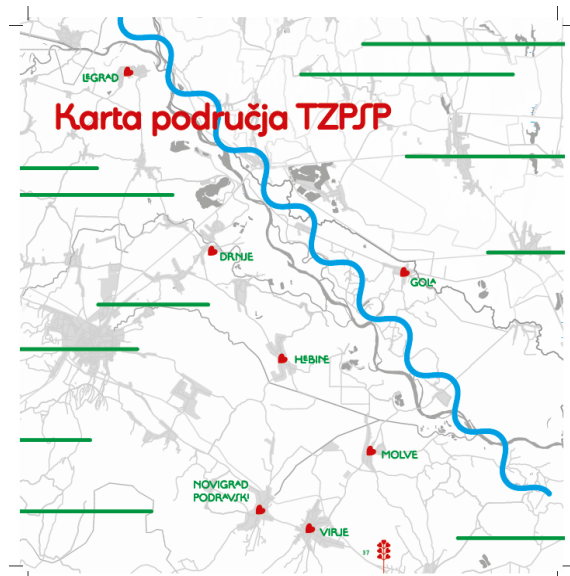 LEGRAD
Karta područja TZPSP
DRNJE
GOLA
HLEBINE
MOLVE
NOVIGRAD
PODRAVSKI
VIRJE
37